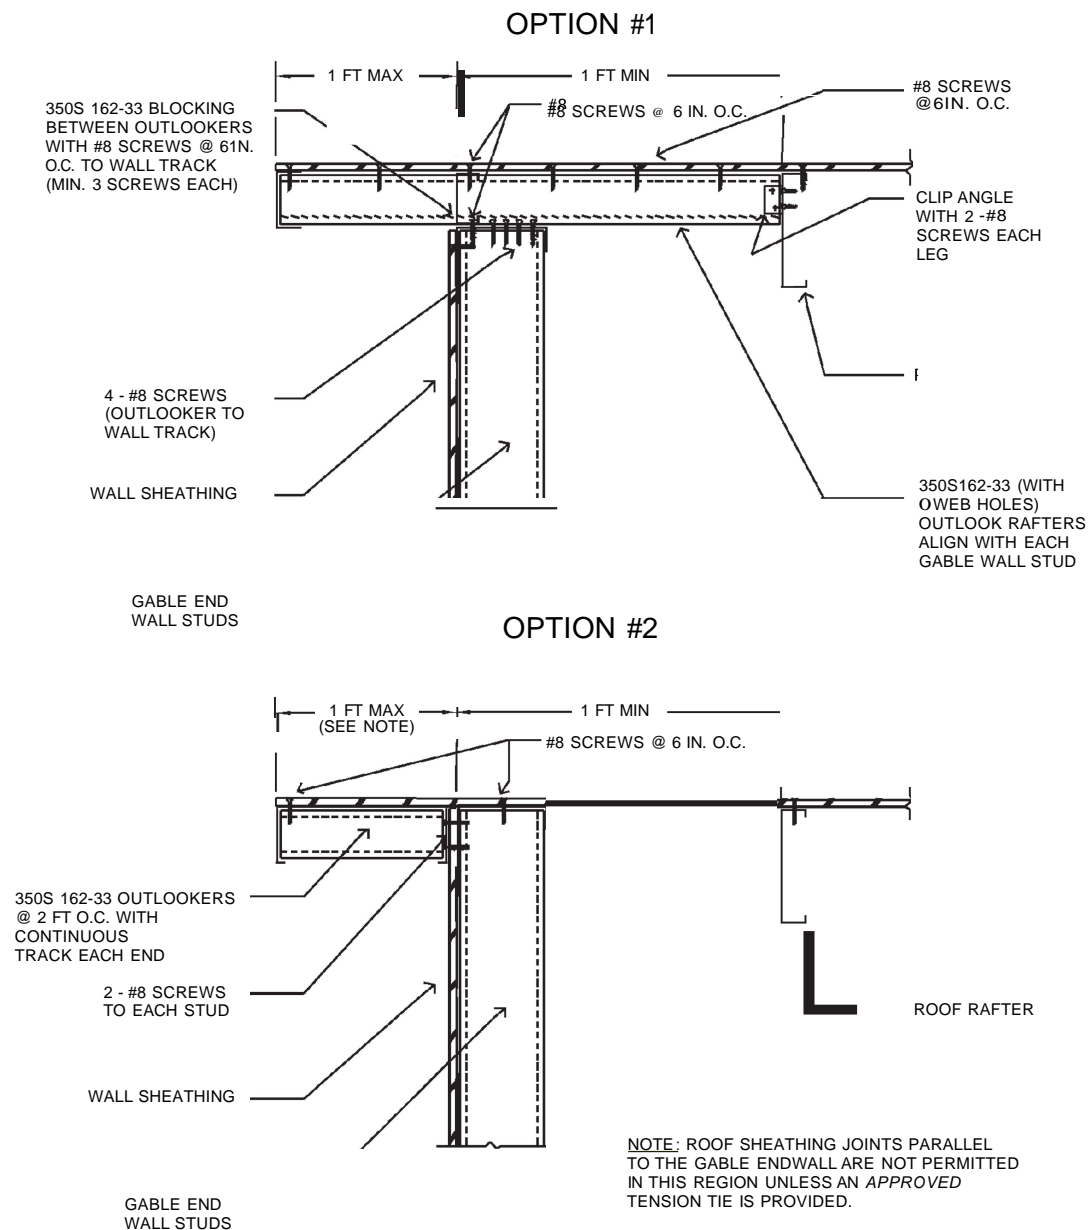 OPTION #1
1 FT MAX
1 FT MIN
350S 162-33 BLOCKING
BETWEEN OUTLOOKERS
WITH #8 SCREWS @ 61N.
O.C. TO WALL TRACK
(MIN. 3 SCREWS EACH)
#8
#8 SCREWS @ 6 IN. O.C.
#8 SCREWS
@6IN. O.C.
CLIP ANGLE
WITH 2 -#8
SCREWS EACH
LEG
4 - #8 SCREWS
(OUTLOOKER TO
WALL TRACK)
WALL SHEATHING
350S162-33 (WITH
OWEB HOLES)
OUTLOOK RAFTERS
ALIGN WITH EACH
GABLE WALL STUD
GABLE END
WALL STUDS
OPTION #2
1 FT MAX
(SEE NOTE)
1 FT MIN
#8 SCREWS @ 6 IN. O.C.
350S 162-33 OUTLOOKERS
@ 2 FT O.C. WITH
CONTINUOUS
TRACK EACH END
2 - #8 SCREWS
TO EACH STUD
ROOF RAFTER
WALL SHEATHING
NOTE: ROOF SHEATHING JOINTS PARALLEL
TO THE GABLE ENDWALL ARE NOT PERMITTED
IN THIS REGION UNLESS AN APPROVED
TENSION TIE IS PROVIDED.
GABLE END
WALL STUDS